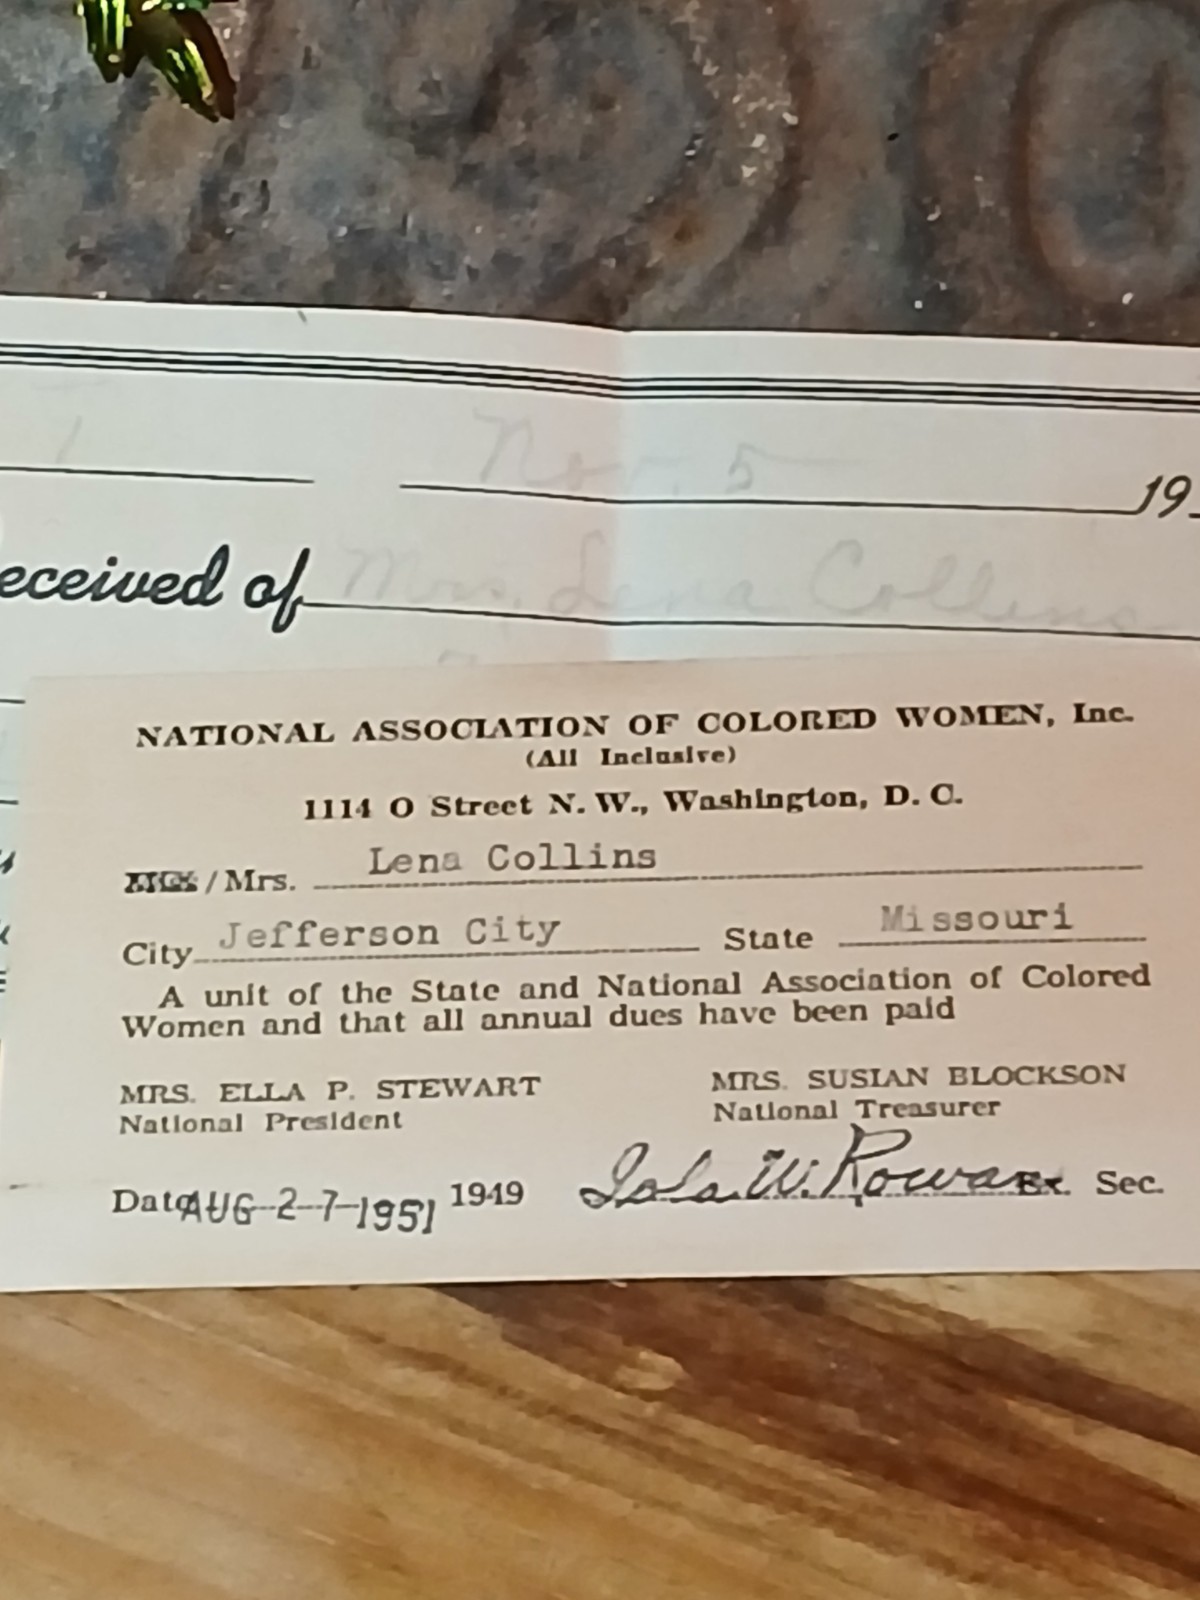 Nov. 5 19
eceived of Mrs. Lena Collins
NATIONAL ASSOCIATION OF COLORED WOMEN, Inc.
(All Inclusive)
1114 O Street N. W., Washington, D. C.
/ Mrs. Lena Collins
City Jefferson City State Missouri
A unit of the State and National Association of Colored
Women and that all annual dues have been paid
MRS. ELLA P. STEWART MRS. SUSIAN BLOCKSON
National President National Treasurer
Date AUG 27 1951 1949 Iola W. Rowan Ex. Sec.